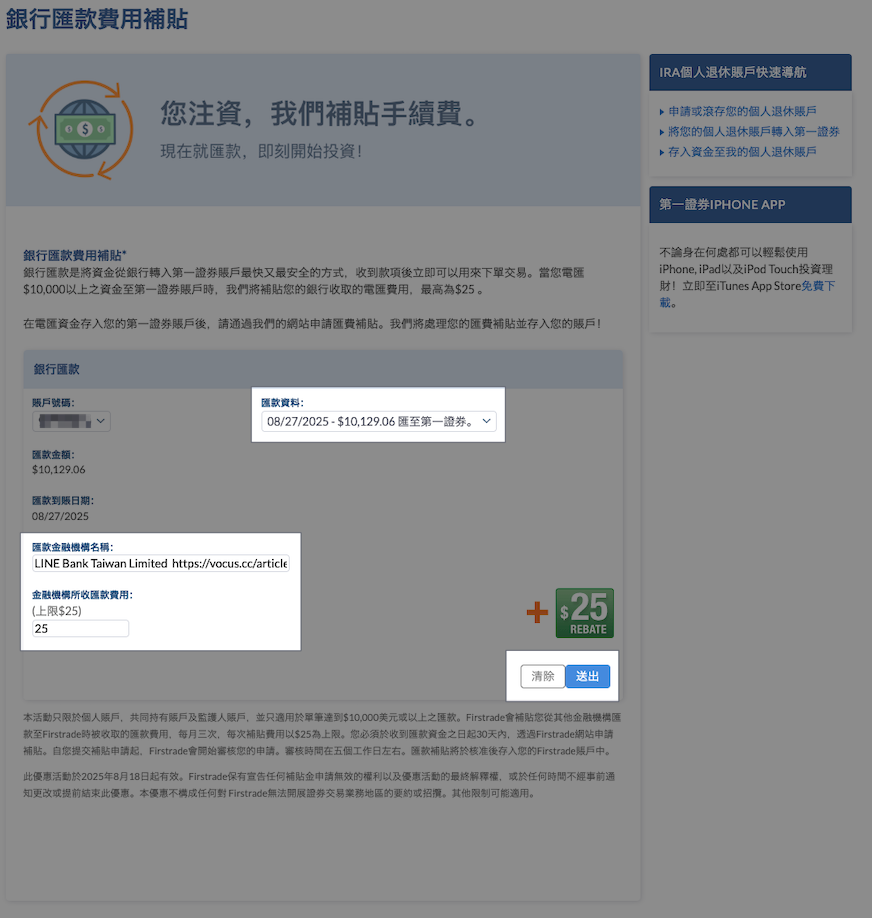 銀行匯款費用補貼
您注資，我們補貼手續費。
現在就匯款，即刻開始投資！
銀行匯款費用補貼*
銀行匯款是將資金從銀行轉入第一證券賬戶最快又最安全的方式，收到款項後立即可以用來下單交易。當您電匯
$10,000以上之資金至第一證券賬戶時，我們將補貼您的銀行收取的電匯費用，最高為$25 。
在電匯資金存入您的第一證券賬戶後，請通過我們的網站申請匯費補貼。我們將處理您的匯費補貼並存入您的賬戶！
銀行匯款
賬戶號碼：
匯款資料：
08/27/2025 - $10,129.06 匯至第一證券。
匯款金額：
$10,129.06
匯款到賬日期：
08/27/2025
匯款金融機構名稱：
LINE Bank Taiwan Limited https://vocus.cc/article
金融機構所收匯款費用：
(上限$25)
25
+ $25
REBATE
清除 送出
本活動只限於個人賬戶，共同持有賬戶及監護人賬戶，並只適用於單筆達到$10,000美元或以上之匯款。Firstrade會補貼您從其他金融機構匯
款至Firstrade時被收取的匯款費用，每月三次，每次補貼費用以$25為上限。您必須於收到匯款資金之日起30天內，透過Firstrade網站申請
補貼。自您提交補貼申請起，Firstrade會開始審核您的申請。審核時間在五個工作日左右。匯款補貼將於核准後存入您的Firstrade賬戶中。
此優惠活動於2025年8月18日起有效。Firstrade保有宣告任何補貼金申請無效的權利以及優惠活動的最終解釋權，或於任何時間不經事前通
知更改或提前結束此優惠。本優惠不構成任何對 Firstrade無法開展證券交易業務地區的要約或招攬。其他限制可能適用。
IRA個人退休賬戶快速導航
申請或滾存您的個人退休賬戶
將您的個人退休賬戶轉入第一證券
存入資金至我的個人退休賬戶
第一證券IPHONE APP
不論身在何處都可以輕鬆使用
iPhone, iPad以及iPod Touch投資理
財！立即至iTunes App Store免費下
載。